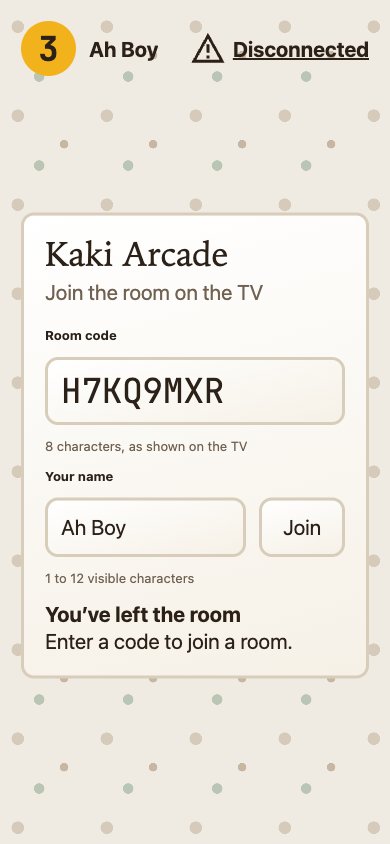 3 Ah Boy Disconnected
Kaki Arcade
Join the room on the TV
Room code
H7KQ9MXR
8 characters, as shown on the TV
Your name
Ah Boy Join
1 to 12 visible characters
You’ve left the room
Enter a code to join a room.